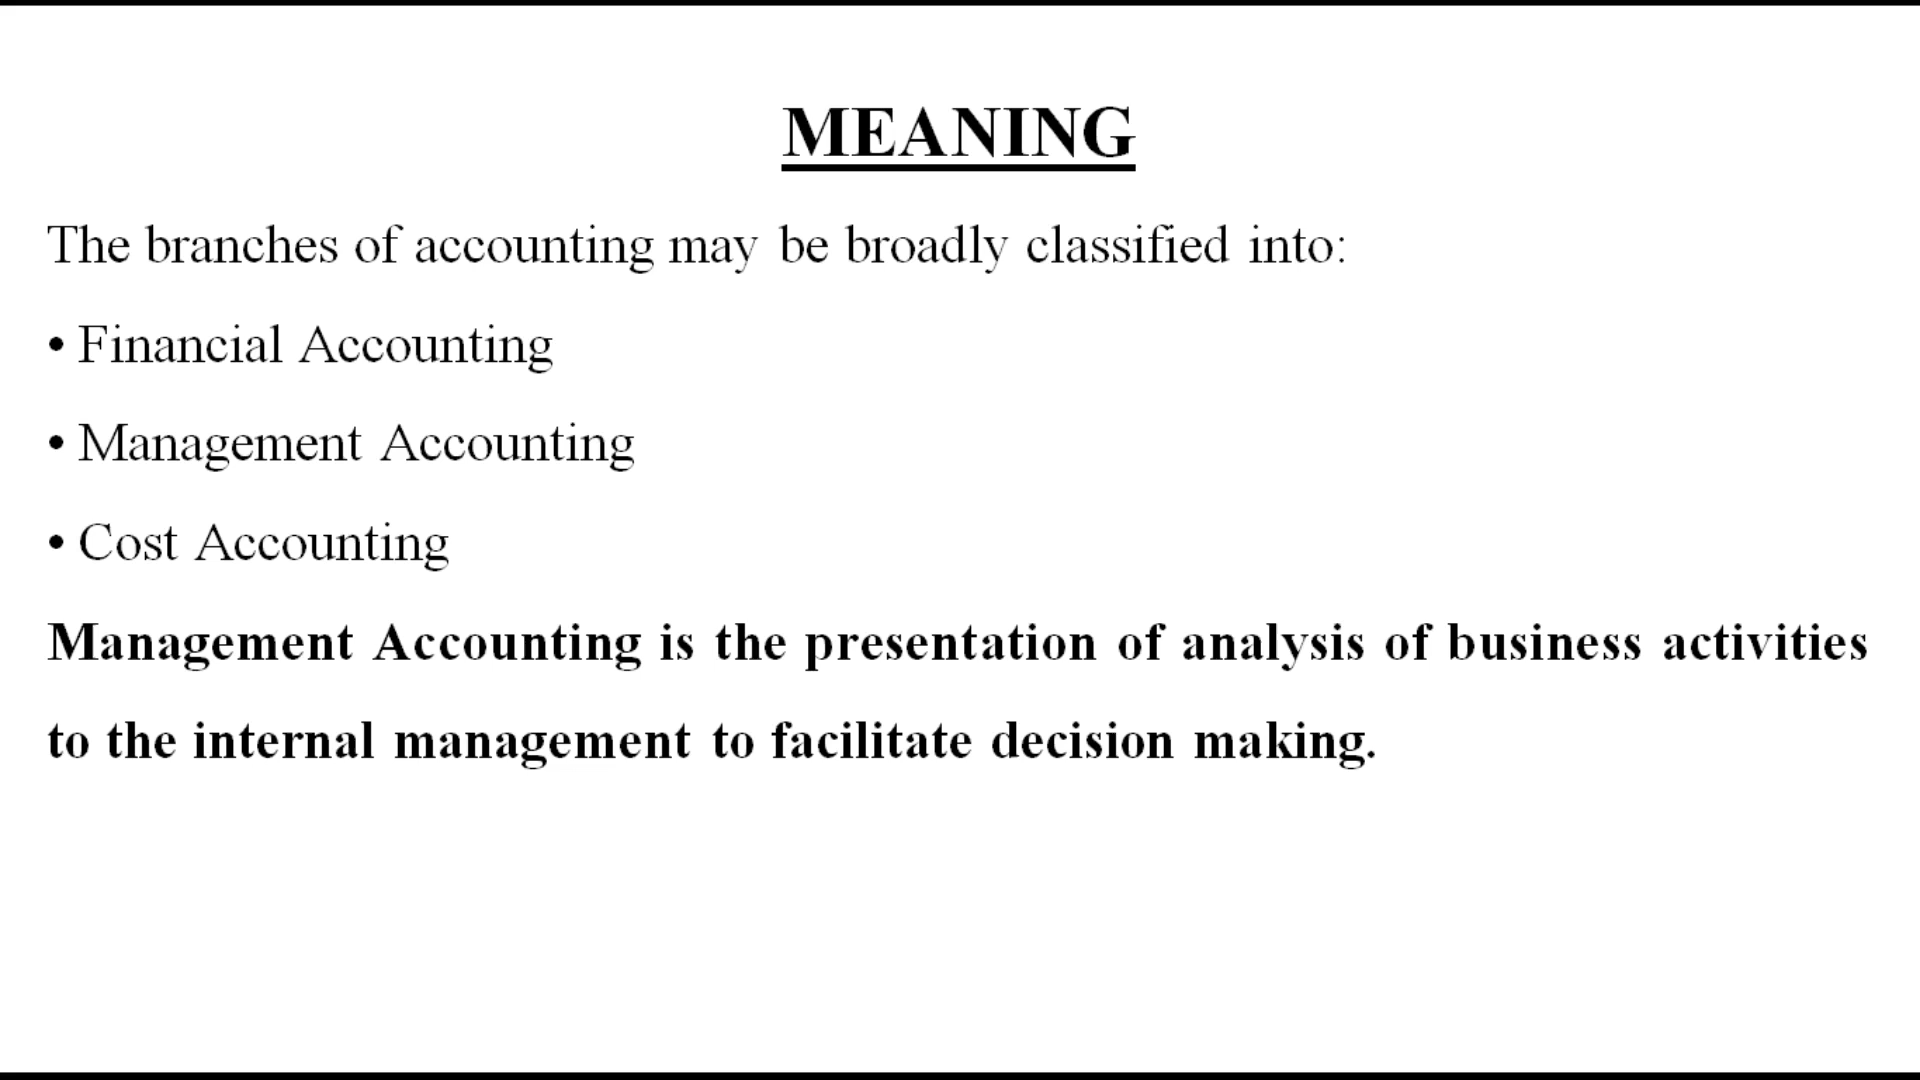 MEANING
The branches of accounting may be broadly classified into:
• Financial Accounting
• Management Accounting
• Cost Accounting
Management Accounting is the presentation of analysis of business activities
to the internal management to facilitate decision making.